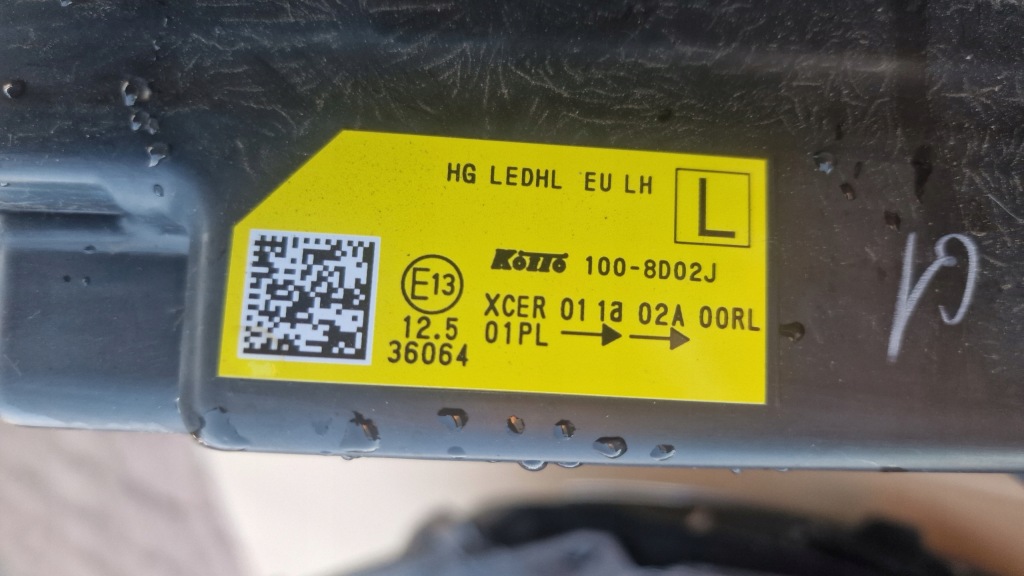 HG LEDHL EU LH
L
KOITO 100-8D02J
E13
12.5
36064
XCER 01 1a 02A 00RL
01PL →→